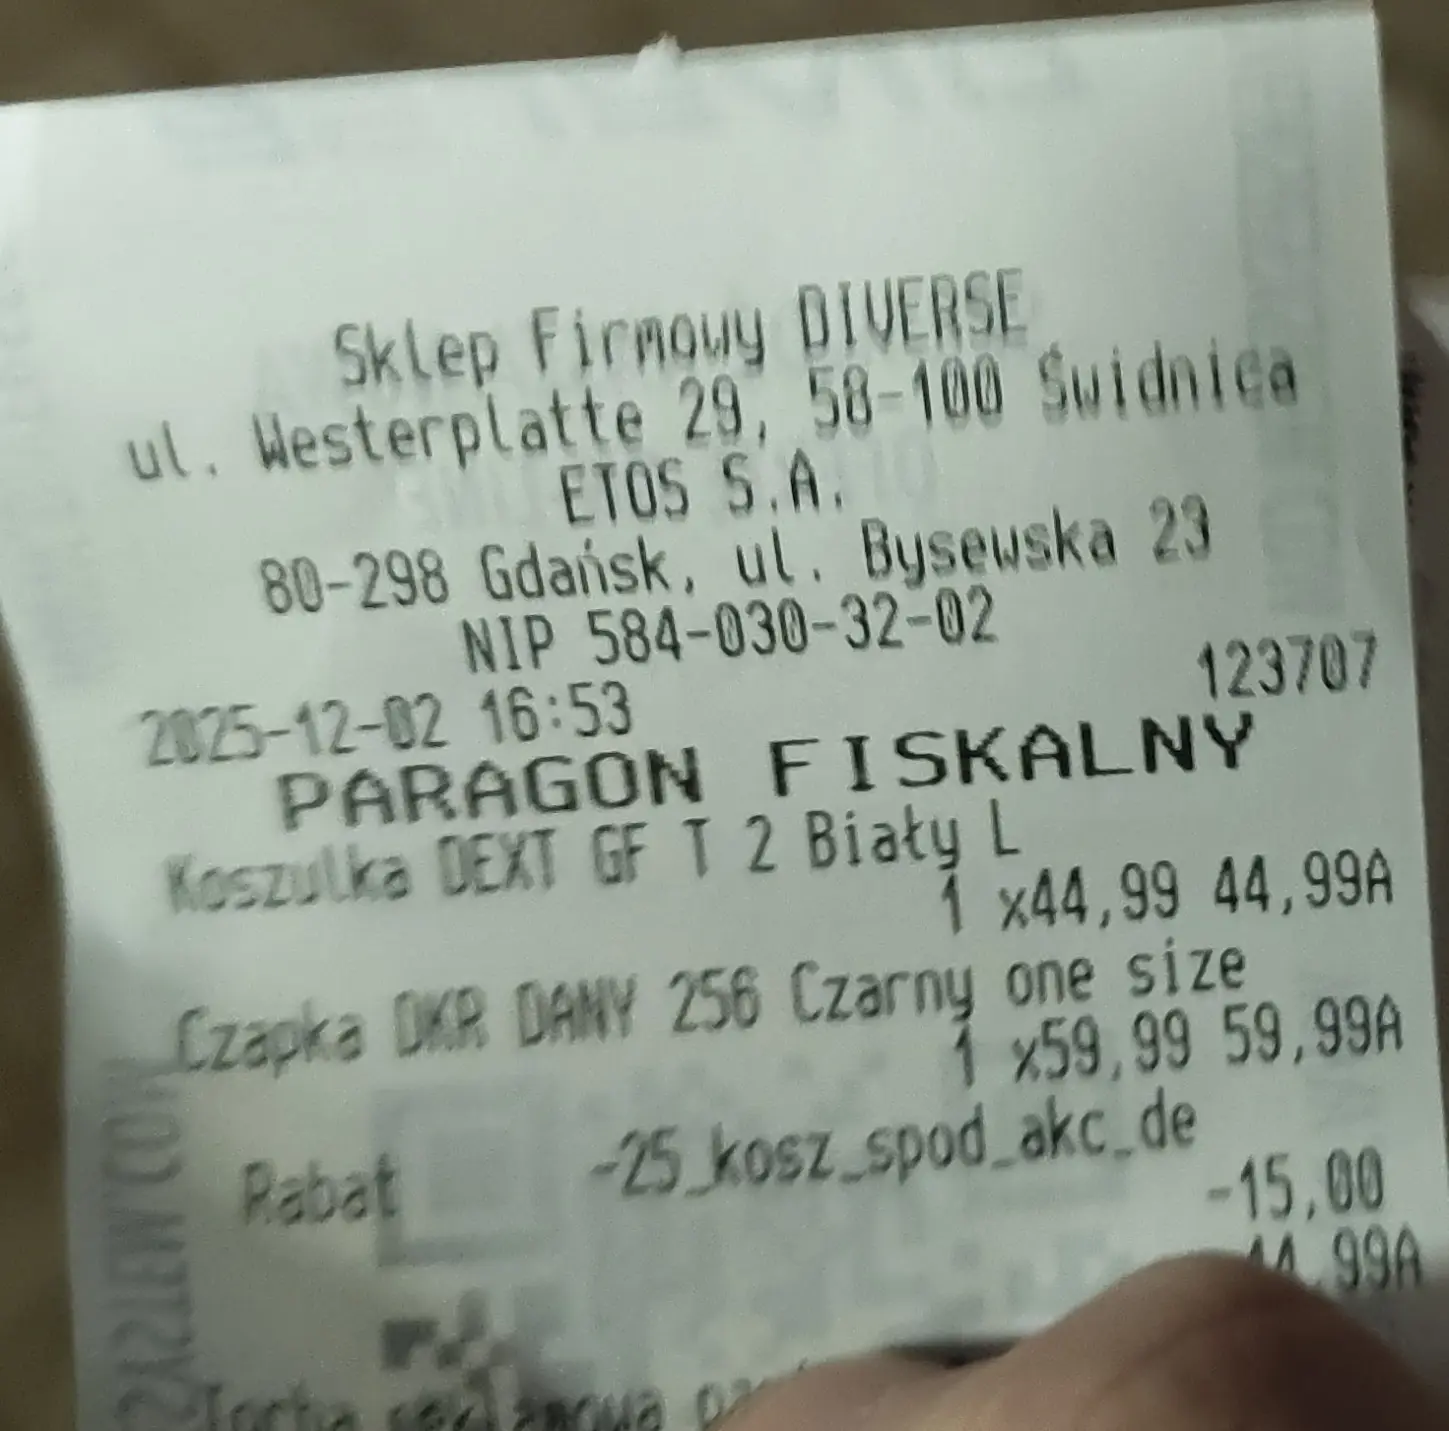 Sklep Firmowy DIVERSE
ul. Westerplatte 29, 58-100 Świdnica
ETOS S.A.
80-298 Gdańsk, ul. Bysewska 23
NIP 584-030-32-02
2025-12-02 16:53 123707
PARAGON FISKALNY
Koszulka DEXT GF T 2 Biały L
1 x44,99 44,99A
Czapka DKR DANY 256 Czarny one size
1 x59,99 59,99A
Rabat -25_kosz_spod_akc_de
-15,00
44,99A